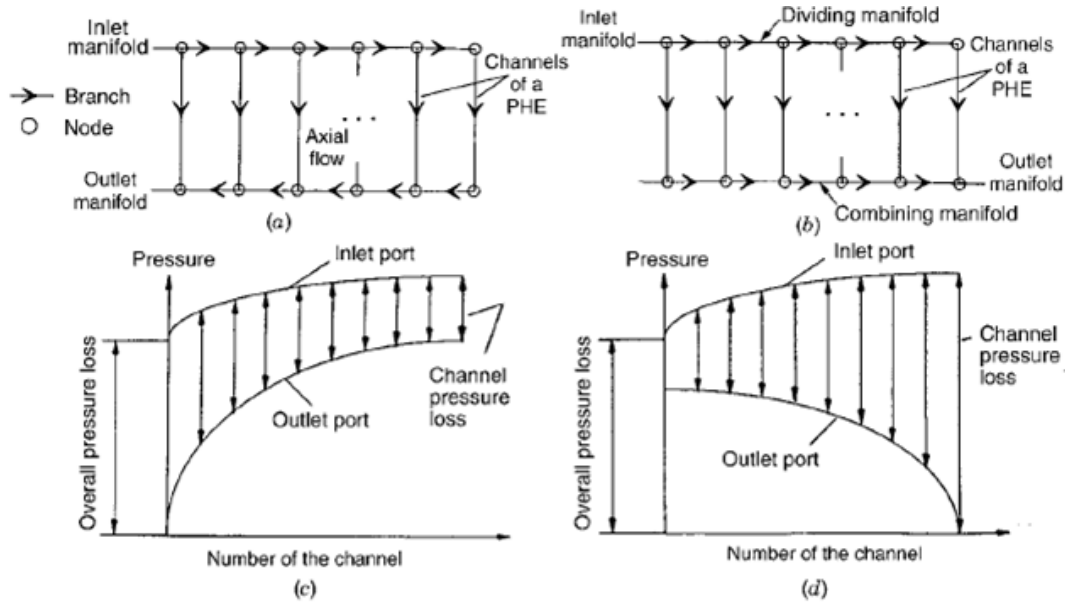 Inlet
manifold
Channels
of a
PHE
Branch
Node
Axial
flow
Outlet
manifold
(a)
Dividing manifold
Inlet
manifold
Channels
of a
PHE
Outlet
manifold
Combining manifold
(b)
Pressure
Inlet port
Overall pressure loss
Channel
pressure
loss
Outlet port
Number of the channel
(c)
Pressure
Inlet port
Overall pressure loss
Channel
pressure
loss
Outlet port
Number of the channel
(d)